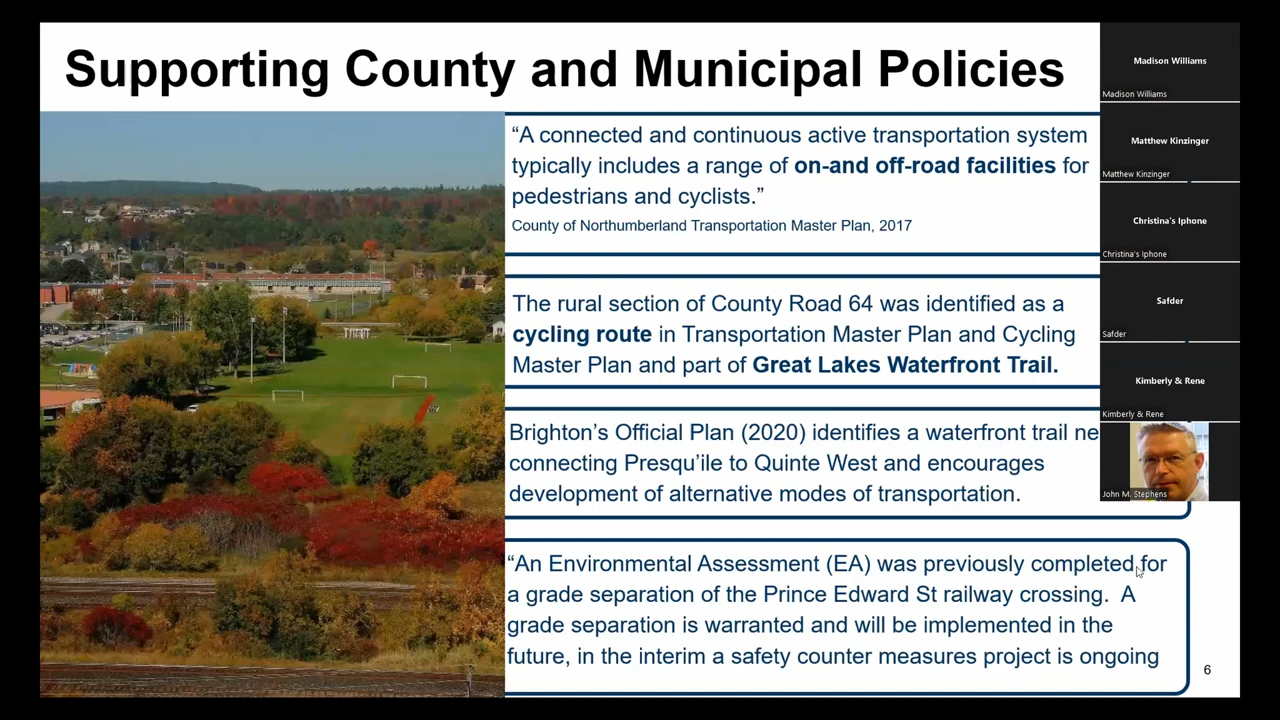 Supporting County and Municipal Policies
“A connected and continuous active transportation system
typically includes a range of on-and off-road facilities for
pedestrians and cyclists.”
County of Northumberland Transportation Master Plan, 2017
The rural section of County Road 64 was identified as a
cycling route in Transportation Master Plan and Cycling
Master Plan and part of Great Lakes Waterfront Trail.
Brighton’s Official Plan (2020) identifies a waterfront trail ne
connecting Presqu’ile to Quinte West and encourages
development of alternative modes of transportation.
“An Environmental Assessment (EA) was previously completed for
a grade separation of the Prince Edward St railway crossing. A
grade separation is warranted and will be implemented in the
future, in the interim a safety counter measures project is ongoing
6
Madison Williams
Madison Williams
Matthew Kinzinger
Matthew Kinzinger
Christina's Iphone
Christina's Iphone
Safder
Safder
Kimberly & Rene
Kimberly & Rene
John M. Stephens